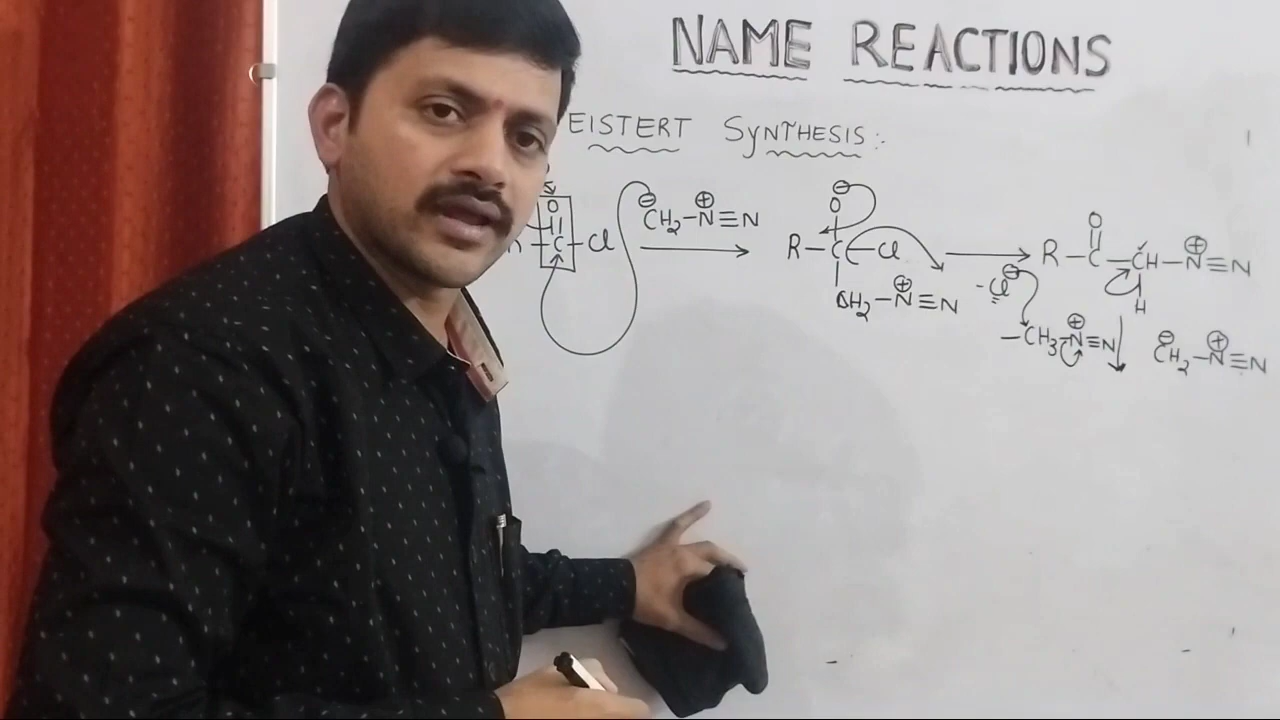 NAME REACTIONS
EISTERT SYNTHESIS:
O ⊖ CH₂–N⊕≡N ⊖ O O
–C–Cl R–C–Cl R–C–CH–N⊕≡N
CH₂–N⊕≡N –Cl⊖ H
–CH₃–N⊕≡N ⊖CH₂–N⊕≡N